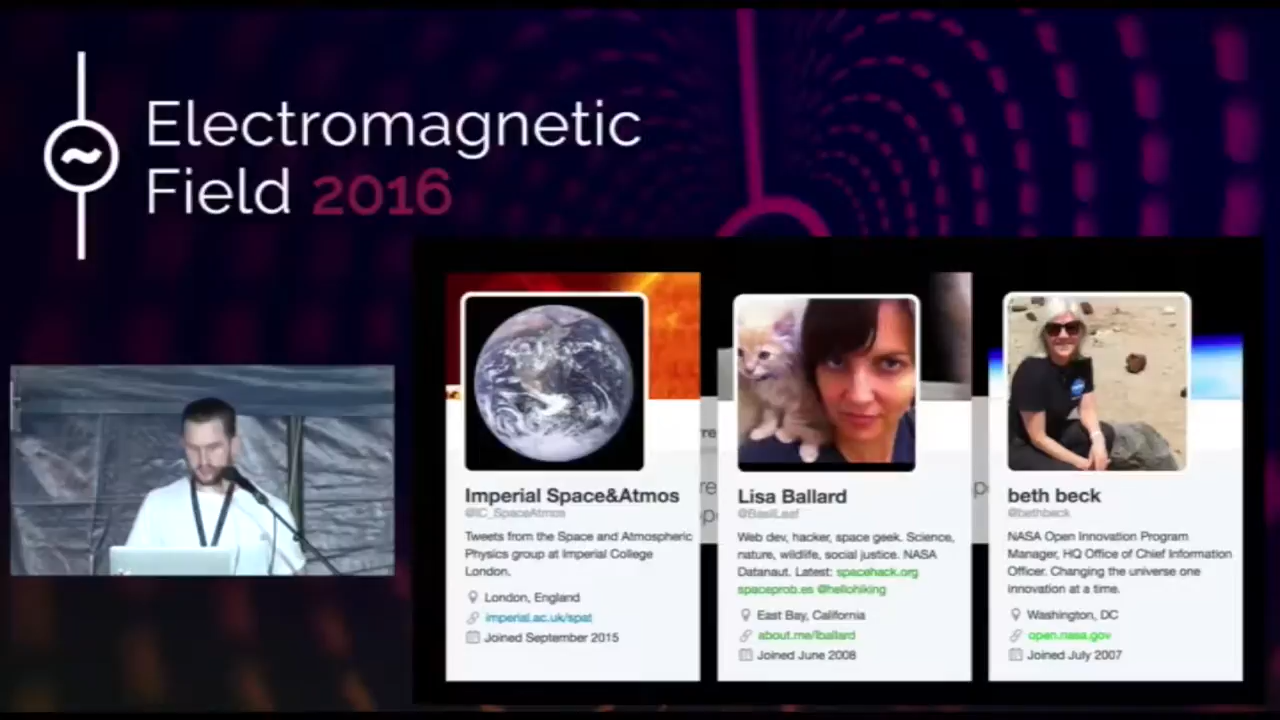 Electromagnetic
Field 2016
Imperial Space&Atmos
@IC_SpaceAtmos
Tweets from the Space and Atmospheric
Physics group at Imperial College
London.
London, England
imperial.ac.uk/spat
Joined September 2015
Lisa Ballard
@BasilLeaf
Web dev, hacker, space geek. Science,
nature, wildlife, social justice. NASA
Datanaut. Latest: spacehack.org
spaceprob.es @hellohiking
East Bay, California
about.me/lballard
Joined June 2008
beth beck
@bethbeck
NASA Open Innovation Program
Manager, HQ Office of Chief Information
Officer. Changing the universe one
innovation at a time.
Washington, DC
open.nasa.gov
Joined July 2007